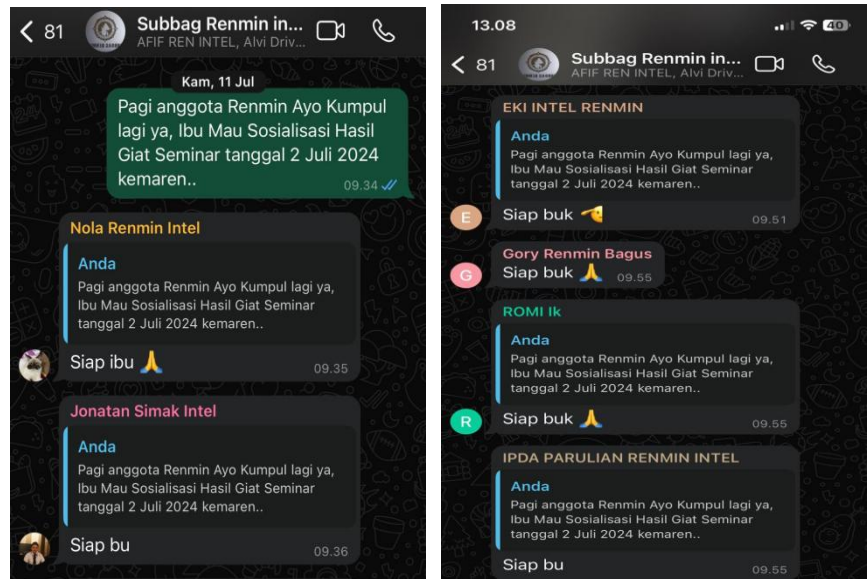 81
Subbag Renmin in...
AFIF REN INTEL, Alvi Driv...
Kam, 11 Jul
Pagi anggota Renmin Ayo Kumpul
lagi ya, Ibu Mau Sosialisasi Hasil
Giat Seminar tanggal 2 Juli 2024
kemaren..
09.34
Nola Renmin Intel
Anda
Pagi anggota Renmin Ayo Kumpul lagi ya,
Ibu Mau Sosialisasi Hasil Giat Seminar
tanggal 2 Juli 2024 kemaren..
Siap ibu 🙏
09.35
Jonatan Simak Intel
Anda
Pagi anggota Renmin Ayo Kumpul lagi ya,
Ibu Mau Sosialisasi Hasil Giat Seminar
tanggal 2 Juli 2024 kemaren..
Siap bu
09.36
13.08
40
81
Subbag Renmin in...
AFIF REN INTEL, Alvi Driv...
EKI INTEL RENMIN
Anda
Pagi anggota Renmin Ayo Kumpul lagi ya,
Ibu Mau Sosialisasi Hasil Giat Seminar
tanggal 2 Juli 2024 kemaren..
E
Siap buk
09.51
Gory Renmin Bagus
G
Siap buk 🙏
09.55
ROMI Ik
Anda
Pagi anggota Renmin Ayo Kumpul lagi ya,
Ibu Mau Sosialisasi Hasil Giat Seminar
tanggal 2 Juli 2024 kemaren..
R
Siap buk 🙏
09.55
IPDA PARULIAN RENMIN INTEL
Anda
Pagi anggota Renmin Ayo Kumpul lagi ya,
Ibu Mau Sosialisasi Hasil Giat Seminar
tanggal 2 Juli 2024 kemaren..
Siap bu
09.55